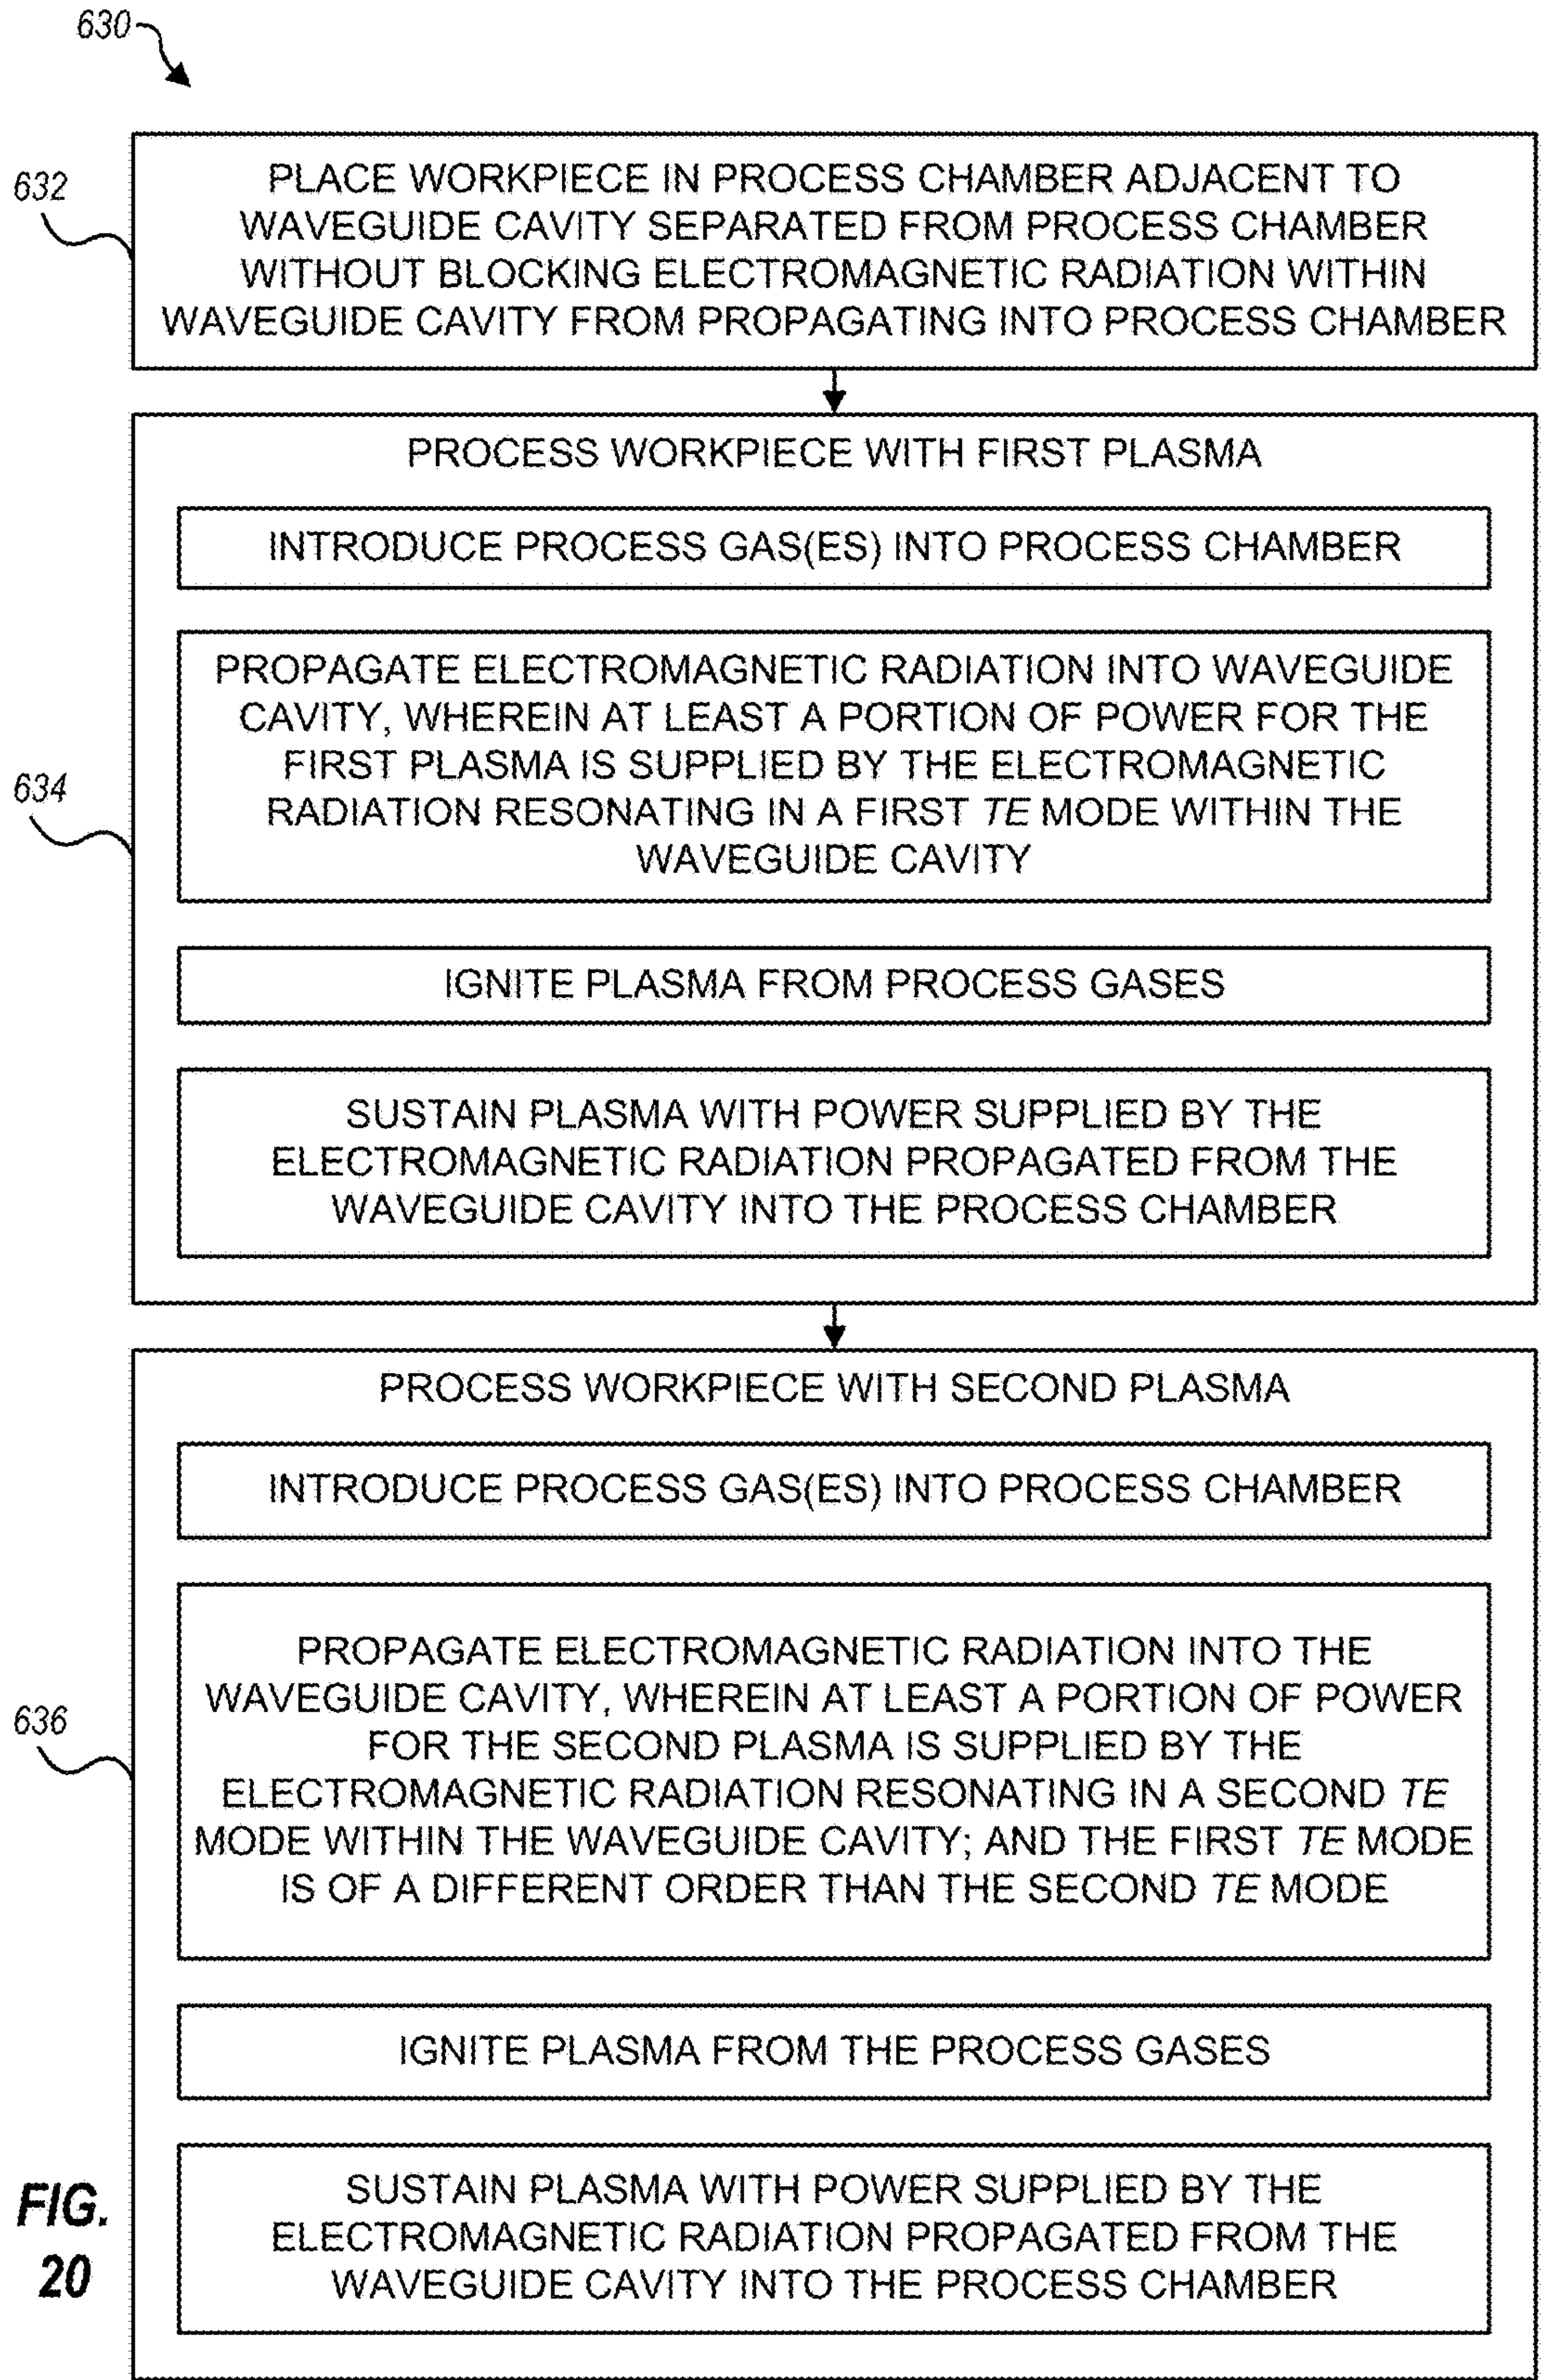 630
632
PLACE WORKPIECE IN PROCESS CHAMBER ADJACENT TO
WAVEGUIDE CAVITY SEPARATED FROM PROCESS CHAMBER
WITHOUT BLOCKING ELECTROMAGNETIC RADIATION WITHIN
WAVEGUIDE CAVITY FROM PROPAGATING INTO PROCESS CHAMBER
634
PROCESS WORKPIECE WITH FIRST PLASMA
INTRODUCE PROCESS GAS(ES) INTO PROCESS CHAMBER
PROPAGATE ELECTROMAGNETIC RADIATION INTO WAVEGUIDE
CAVITY, WHEREIN AT LEAST A PORTION OF POWER FOR THE
FIRST PLASMA IS SUPPLIED BY THE ELECTROMAGNETIC
RADIATION RESONATING IN A FIRST TE MODE WITHIN THE
WAVEGUIDE CAVITY
IGNITE PLASMA FROM PROCESS GASES
SUSTAIN PLASMA WITH POWER SUPPLIED BY THE
ELECTROMAGNETIC RADIATION PROPAGATED FROM THE
WAVEGUIDE CAVITY INTO THE PROCESS CHAMBER
636
PROCESS WORKPIECE WITH SECOND PLASMA
INTRODUCE PROCESS GAS(ES) INTO PROCESS CHAMBER
PROPAGATE ELECTROMAGNETIC RADIATION INTO THE
WAVEGUIDE CAVITY, WHEREIN AT LEAST A PORTION OF POWER
FOR THE SECOND PLASMA IS SUPPLIED BY THE
ELECTROMAGNETIC RADIATION RESONATING IN A SECOND TE
MODE WITHIN THE WAVEGUIDE CAVITY; AND THE FIRST TE MODE
IS OF A DIFFERENT ORDER THAN THE SECOND TE MODE
IGNITE PLASMA FROM THE PROCESS GASES
SUSTAIN PLASMA WITH POWER SUPPLIED BY THE
ELECTROMAGNETIC RADIATION PROPAGATED FROM THE
WAVEGUIDE CAVITY INTO THE PROCESS CHAMBER
FIG.
20